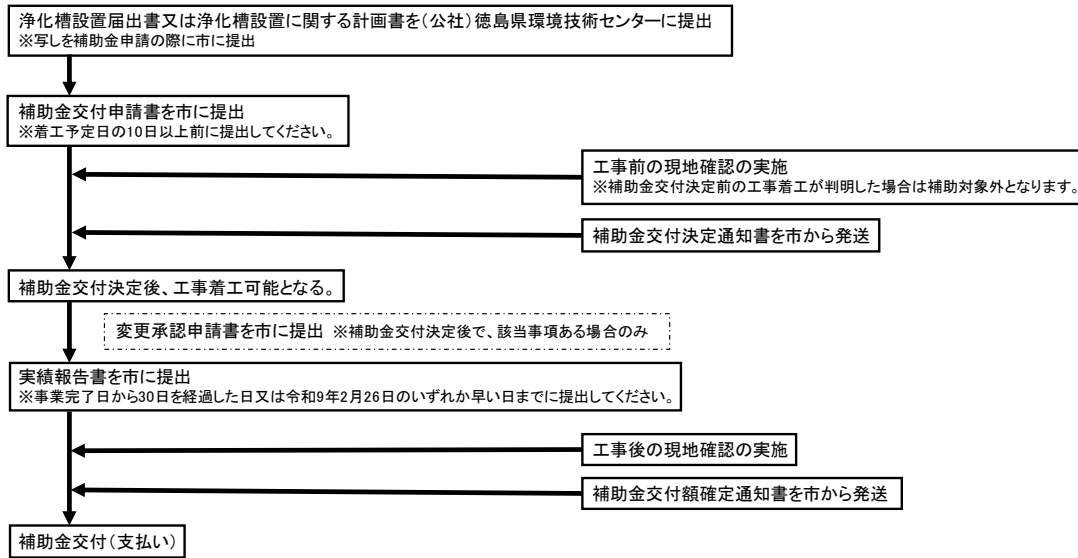 浄化槽設置届出書又は浄化槽設置に関する計画書を(公社)徳島県環境技術センターに提出
※写しを補助金申請の際に市に提出
補助金交付申請書を市に提出
※着工予定日の10日以上前に提出してください。
工事前の現地確認の実施
※補助金交付決定前の工事着工が判明した場合は補助対象外となります。
補助金交付決定通知書を市から発送
補助金交付決定後、工事着工可能となる。
変更承認申請書を市に提出 ※補助金交付決定後で、該当事項ある場合のみ
実績報告書を市に提出
※事業完了日から30日を経過した日又は令和9年2月26日のいずれか早い日までに提出してください。
工事後の現地確認の実施
補助金交付額確定通知書を市から発送
補助金交付(支払い)